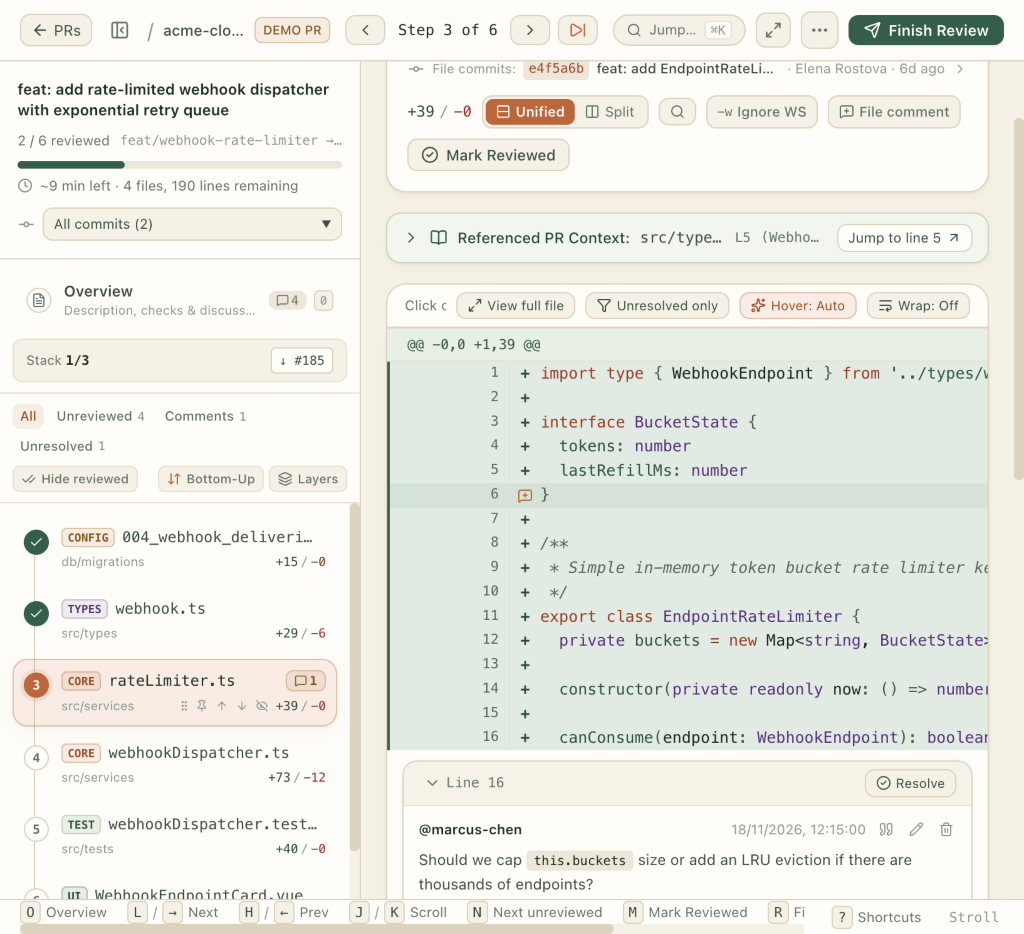 PRs / acme-clo… DEMO PR Step 3 of 6 Jump… ⌘K ··· Finish Review
feat: add rate-limited webhook dispatcher
with exponential retry queue
2 / 6 reviewed feat/webhook-rate-limiter →…
~9 min left · 4 files, 190 lines remaining
All commits (2) ▼
Overview 4 0
Description, checks & discuss…
Stack 1/3 ↓ #185
All Unreviewed 4 Comments 1
Unresolved 1
Hide reviewed Bottom-Up Layers
CONFIG 004_webhook_deliveri…
db/migrations +15 / −0
TYPES webhook.ts
src/types +29 / −6
3 CORE rateLimiter.ts 1
src/services +39 / −0
4 CORE webhookDispatcher.ts
src/services +73 / −12
5 TEST webhookDispatcher.test…
src/tests +40 / −0
UI WebhookEndpointCard.vue
File commits: e4f5a6b feat: add EndpointRateLi… · Elena Rostova · 6d ago
+39 / −0 Unified Split ¬w Ignore WS File comment
Mark Reviewed
Referenced PR Context: src/type… L5 (Webho… Jump to line 5
Click View full file Unresolved only Hover: Auto Wrap: Off
@@ −0,0 +1,39 @@
1 + import type { WebhookEndpoint } from '../types/
2 +
3 + interface BucketState {
4 + tokens: number
5 + lastRefillMs: number
6 }
7 +
8 + /**
9 + * Simple in-memory token bucket rate limiter
10 + */
11 + export class EndpointRateLimiter {
12 + private buckets = new Map<string, BucketState>
13 +
14 + constructor(private readonly now: () => number
15 +
16 + canConsume(endpoint: WebhookEndpoint): boolean
Line 16 Resolve
@marcus-chen 18/11/2026, 12:15:00
Should we cap this.buckets size or add an LRU eviction if there are
thousands of endpoints?
O Overview L / → Next H / ← Prev J / K Scroll N Next unreviewed M Mark Reviewed R Fi ? Shortcuts Stroll